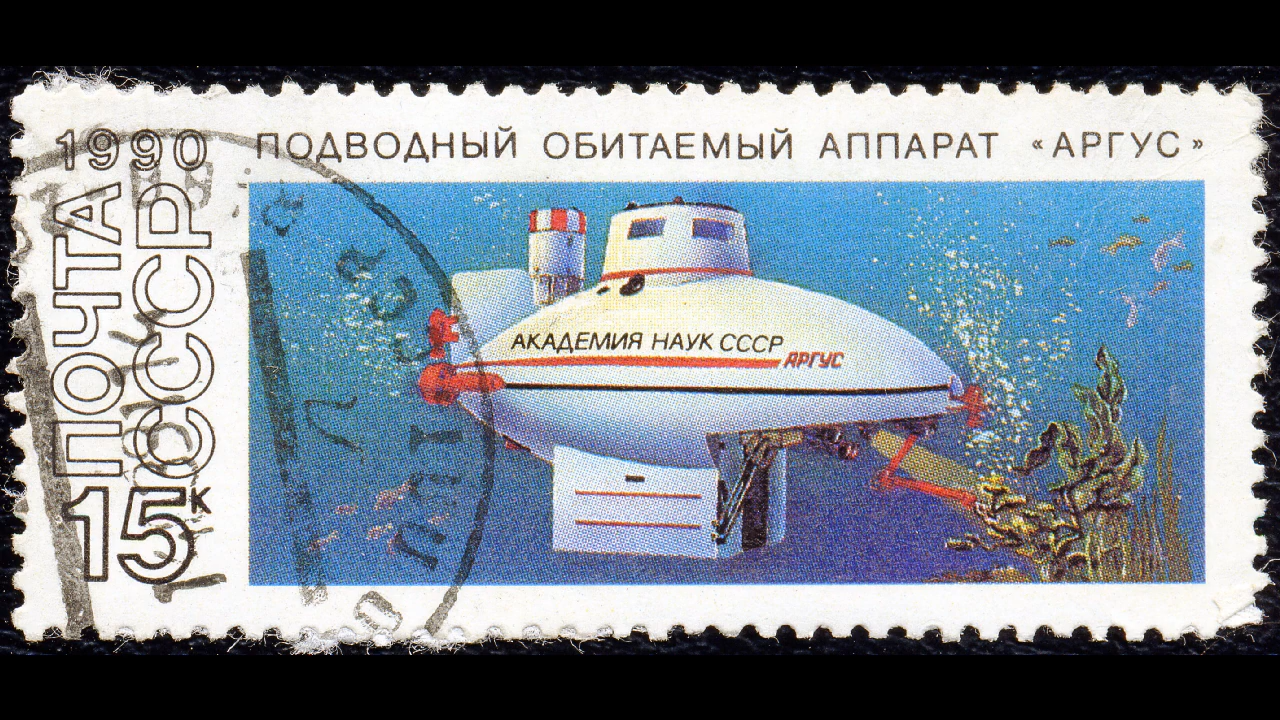 1990 ПОДВОДНЫЙ ОБИТАЕМЫЙ АППАРАТ «АРГУС»
ПОЧТА
СССР
15к
АКАДЕМИЯ НАУК СССР
АРГУС